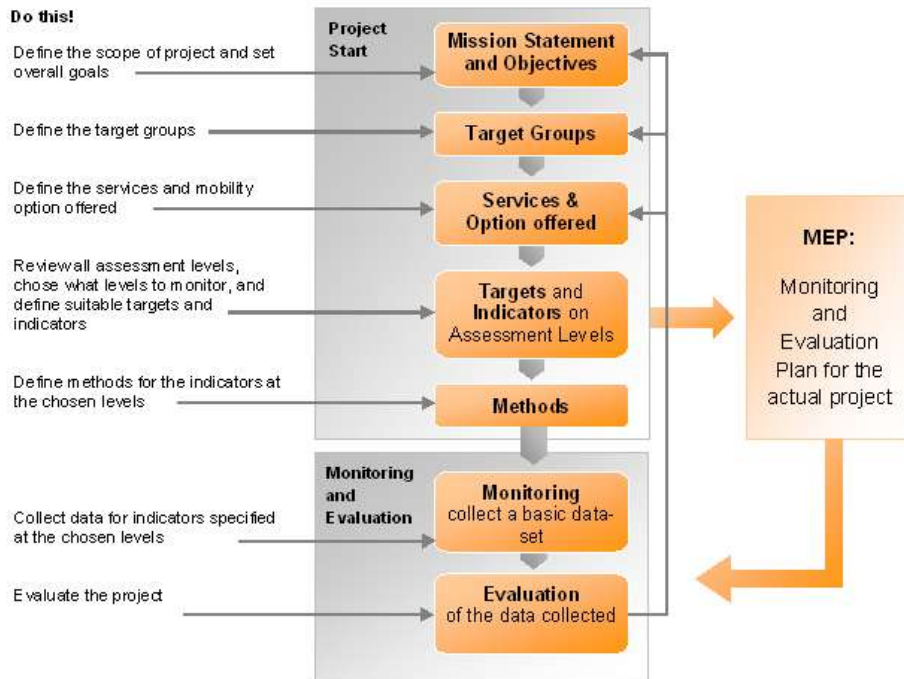 Do this!
Define the scope of project and set
overall goals
Define the target groups
Define the services and mobility
option offered
Review all assessment levels,
chose what levels to monitor, and
define suitable targets and
indicators
Define methods for the indicators at
the chosen levels
Collect data for indicators specified
at the chosen levels
Evaluate the project
Project
Start
Mission Statement
and Objectives
Target Groups
Services &
Option offered
Targets and
Indicators on
Assessment Levels
Methods
Monitoring
and
Evaluation
Monitoring
collect a basic data-
set
Evaluation
of the data collected
MEP:
Monitoring
and
Evaluation
Plan for the
actual project